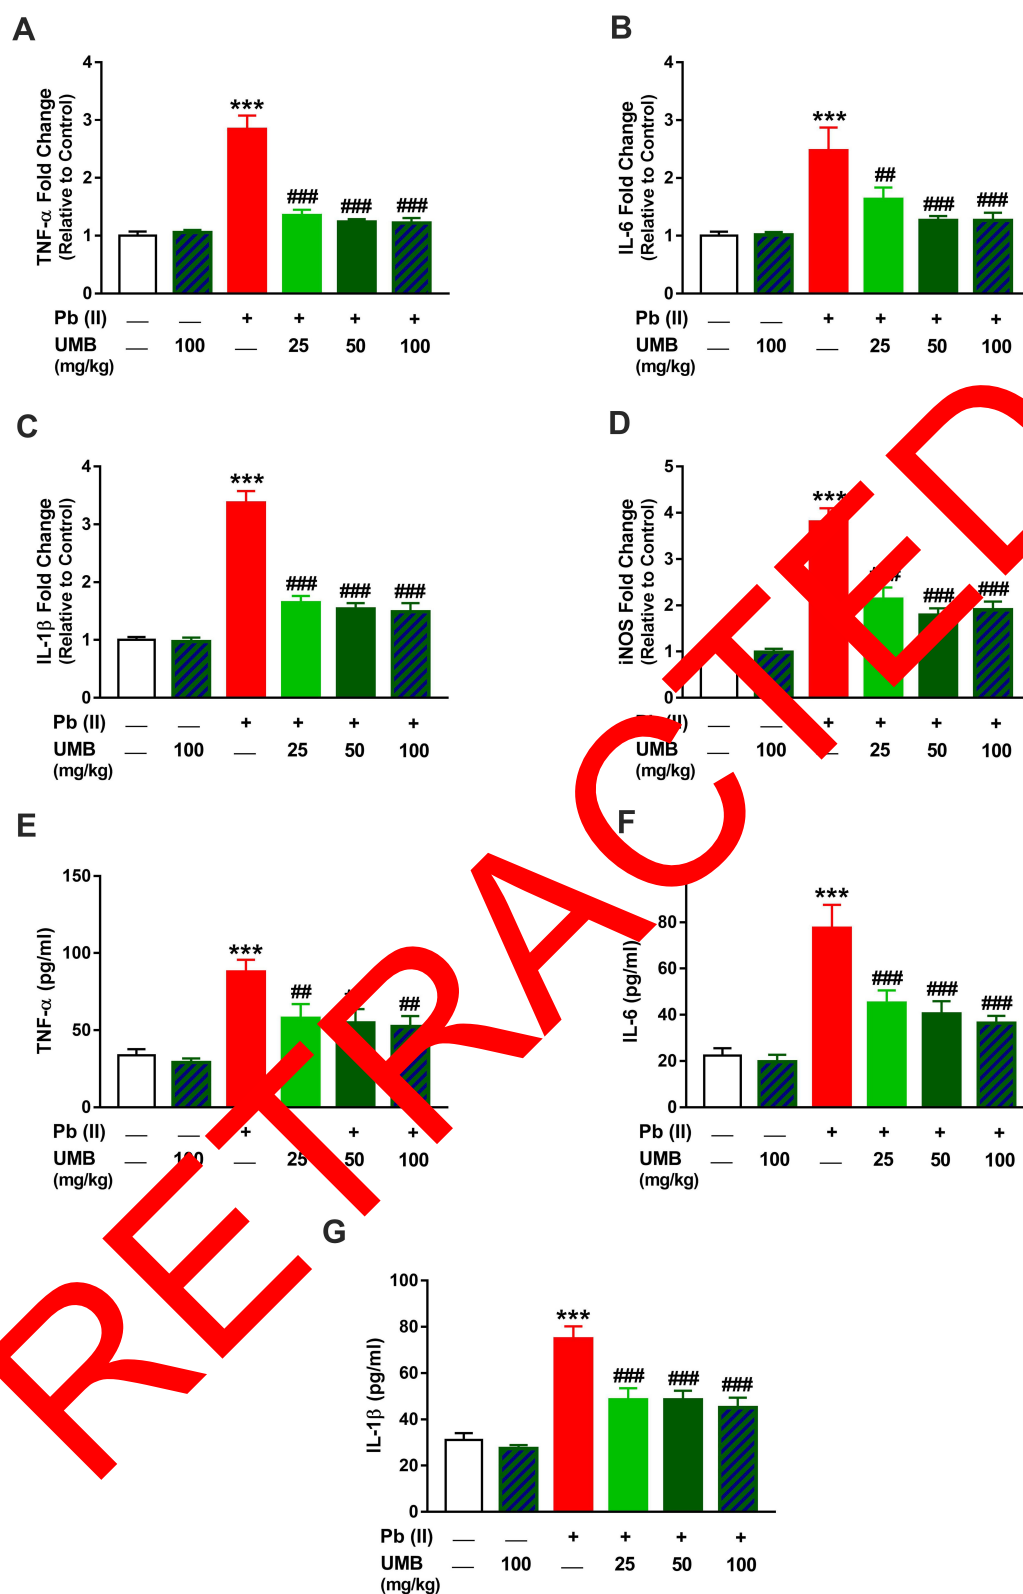 A
TNF-α Fold Change
(Relative to Control)
4
3
2
1
0
***
###
###
###
Pb (II) — — + + + +
UMB — 100 — 25 50 100
(mg/kg)
B
IL-6 Fold Change
(Relative to Control)
4
3
2
1
0
***
##
###
###
Pb (II) — — + + + +
UMB — 100 — 25 50 100
(mg/kg)
C
IL-1β Fold Change
(Relative to Control)
4
3
2
1
0
***
###
###
###
Pb (II) — — + + + +
UMB — 100 — 25 50 100
(mg/kg)
D
iNOS Fold Change
(Relative to Control)
5
4
3
2
1
0
***
###
###
###
Pb (II) — — + + + +
UMB 100 — 25 50 100
(mg/kg)
E
TNF-α (pg/ml)
150
100
50
0
***
##
##
Pb (II) — — + + +
UMB — 100 — 25 50 100
(mg/kg)
F
IL-6 (pg/ml)
80
60
40
20
0
***
###
###
###
Pb (II) — — + + + +
UMB — 100 — 25 50 100
(mg/kg)
G
IL-1β (pg/ml)
100
80
60
40
20
0
***
###
###
###
Pb (II) — — + + + +
UMB — 100 — 25 50 100
(mg/kg)
RETRACTED